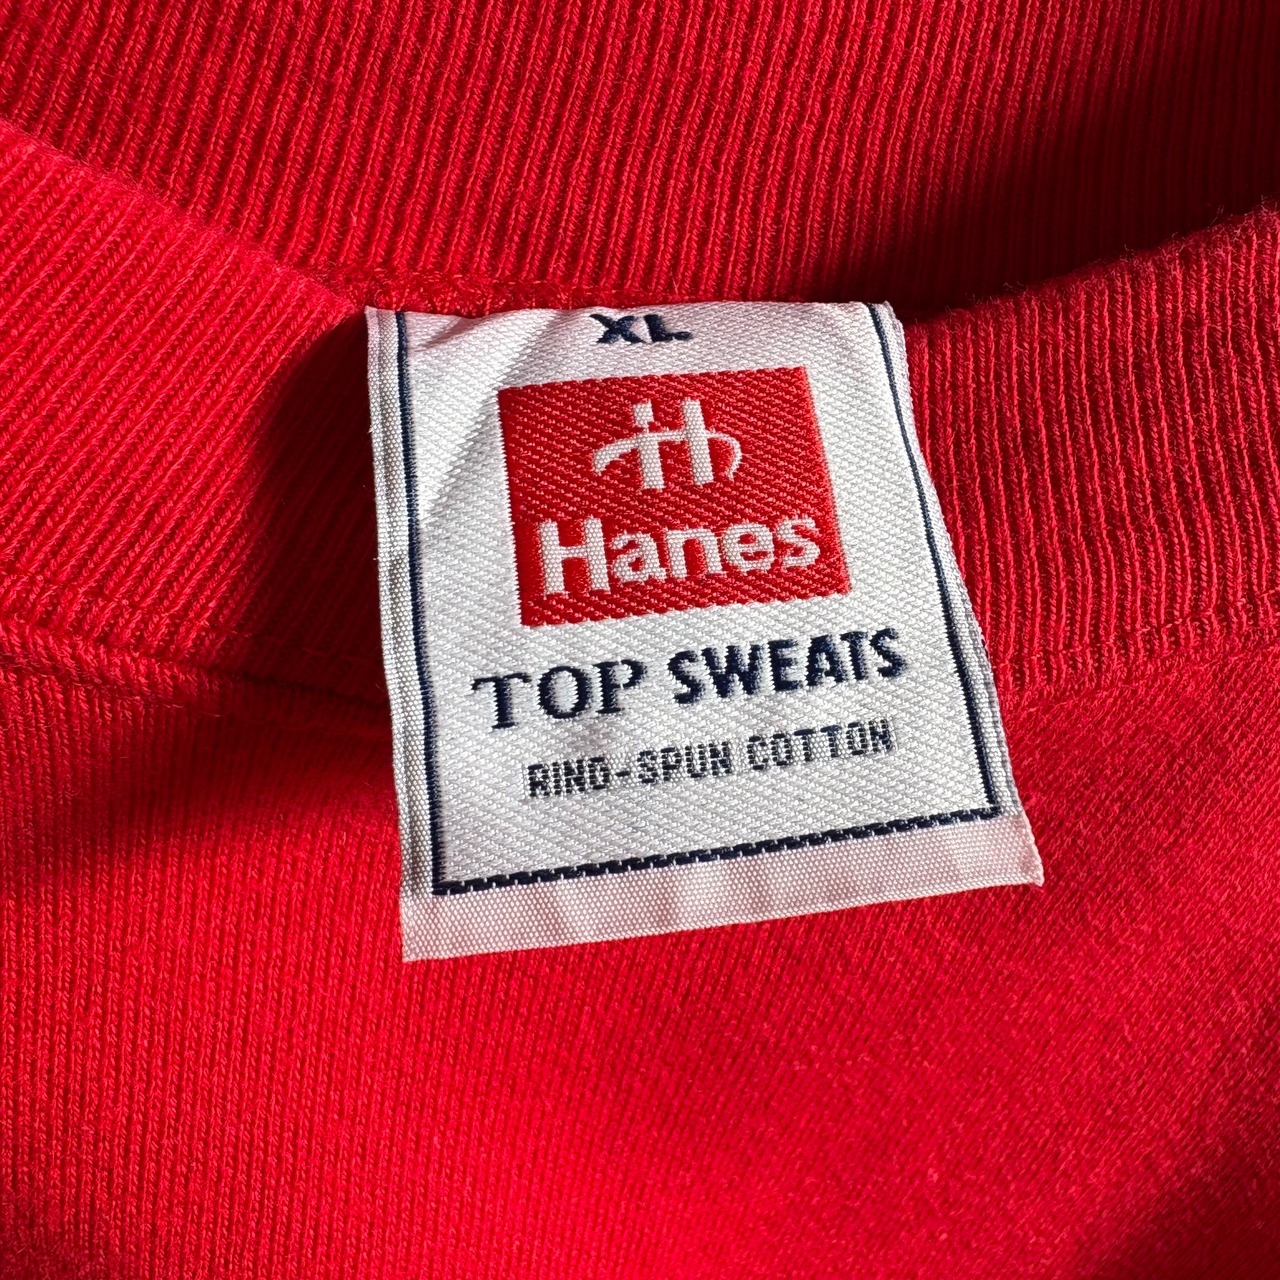 XL
H
Hanes
TOP SWEATS
RING-SPUN COTTON